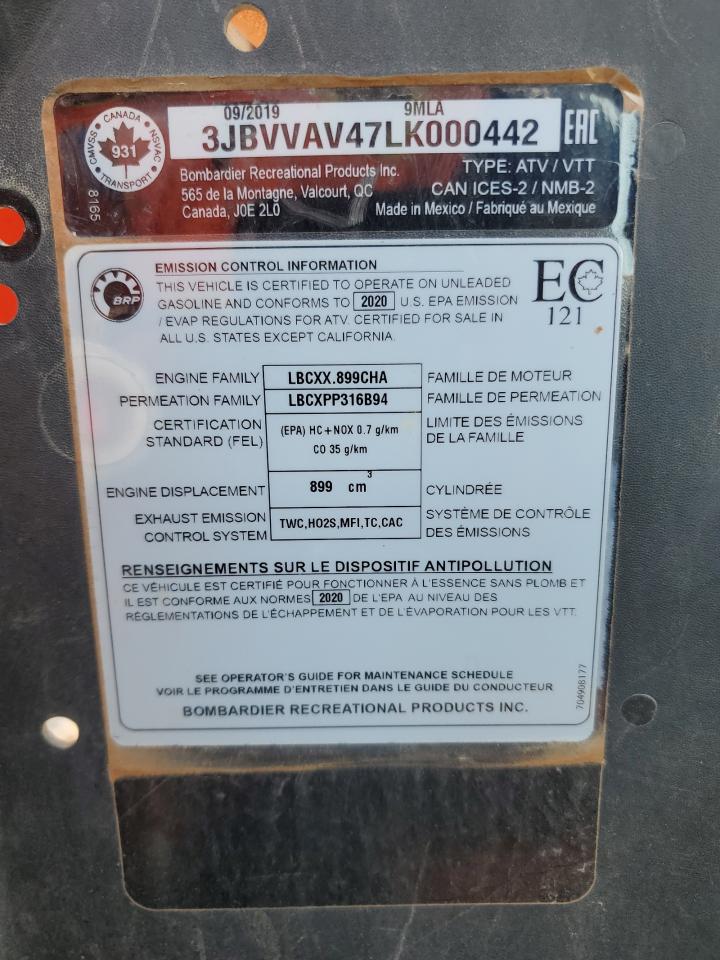 09/2019 9MLA
3JBVVAV47LK000442
EAC
CANADA
CMVSS
NSVAC
931
TRANSPORT
8165
Bombardier Recreational Products Inc.
565 de la Montagne, Valcourt, QC
Canada, J0E 2L0
TYPE: ATV / VTT
CAN ICES-2 / NMB-2
Made in Mexico / Fabriqué au Mexique
BRP
EMISSION CONTROL INFORMATION
THIS VEHICLE IS CERTIFIED TO OPERATE ON UNLEADED
GASOLINE AND CONFORMS TO 2020 U.S. EPA EMISSION
/ EVAP REGULATIONS FOR ATV. CERTIFIED FOR SALE IN
ALL U.S. STATES EXCEPT CALIFORNIA.
EC
121
ENGINE FAMILY LBCXX.899CHA FAMILLE DE MOTEUR
PERMEATION FAMILY LBCXPP316B94 FAMILLE DE PERMEATION
CERTIFICATION (EPA) HC+NOX 0.7 g/km LIMITE DES ÉMISSIONS
STANDARD (FEL) CO 35 g/km DE LA FAMILLE
ENGINE DISPLACEMENT 899 cm3 CYLINDRÉE
EXHAUST EMISSION TWC,HO2S,MFI,TC,CAC SYSTÈME DE CONTRÔLE
CONTROL SYSTEM DES ÉMISSIONS
RENSEIGNEMENTS SUR LE DISPOSITIF ANTIPOLLUTION
CE VÉHICULE EST CERTIFIÉ POUR FONCTIONNER À L'ESSENCE SANS PLOMB ET
IL EST CONFORME AUX NORMES 2020 DE L'EPA AU NIVEAU DES
RÉGLEMENTATIONS DE L'ÉCHAPPEMENT ET DE L'ÉVAPORATION POUR LES VTT.
SEE OPERATOR'S GUIDE FOR MAINTENANCE SCHEDULE
VOIR LE PROGRAMME D'ENTRETIEN DANS LE GUIDE DU CONDUCTEUR
BOMBARDIER RECREATIONAL PRODUCTS INC.
704908177